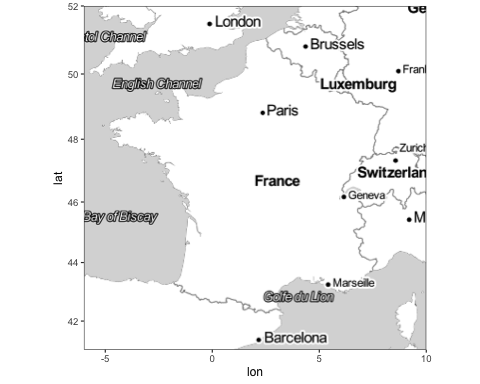 52
Ge
London
tol Channel
Brussels
50
Franl
English Channel
Luxemburg
Paris
48
Zurich
Switzerlan
France
46
Geneva
Bay of Biscay
M
lat
44
Marseille
Golfe du Lion
42
Barcelona
-5
0
5
10
lon